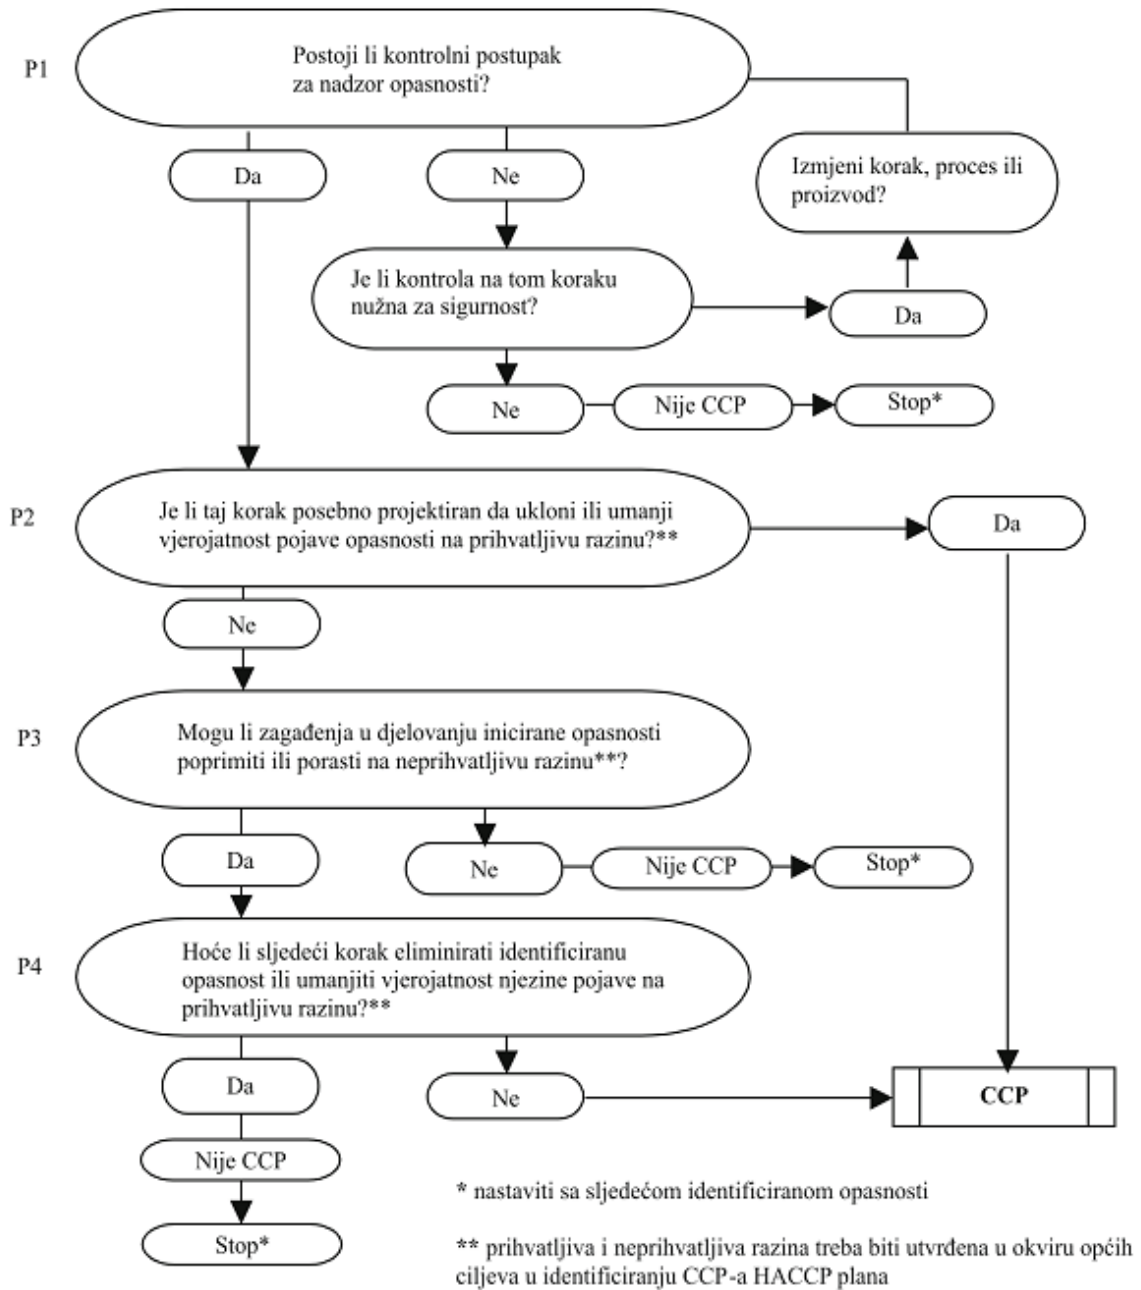 P1
Postoji li kontrolni postupak
za nadzor opasnosti?
Da
Ne
Izmjeni korak, proces ili
proizvod?
Je li kontrola na tom koraku
nužna za sigurnost?
Da
Ne
Nije CCP
Stop*
P2
Je li taj korak posebno projektiran da ukloni ili umanji
vjerojatnost pojave opasnosti na prihvatljivu razinu?**
Da
Ne
P3
Mogu li zagađenja u djelovanju inicirane opasnosti
poprimiti ili porasti na neprihvatljivu razinu**?
Da
Ne
Nije CCP
Stop*
P4
Hoće li sljedeći korak eliminirati identificiranu
opasnost ili umanjiti vjerojatnost njezine pojave na
prihvatljivu razinu?**
Da
Ne
CCP
Nije CCP
Stop*
* nastaviti sa sljedećom identificiranom opasnosti
** prihvatljiva i neprihvatljiva razina treba biti utvrđena u okviru općih
ciljeva u identificiranju CCP-a HACCP plana